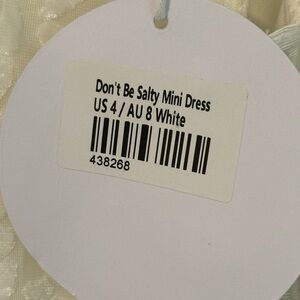 Don't Be Salty Mini Dress
US 4 / AU 8 White
438268